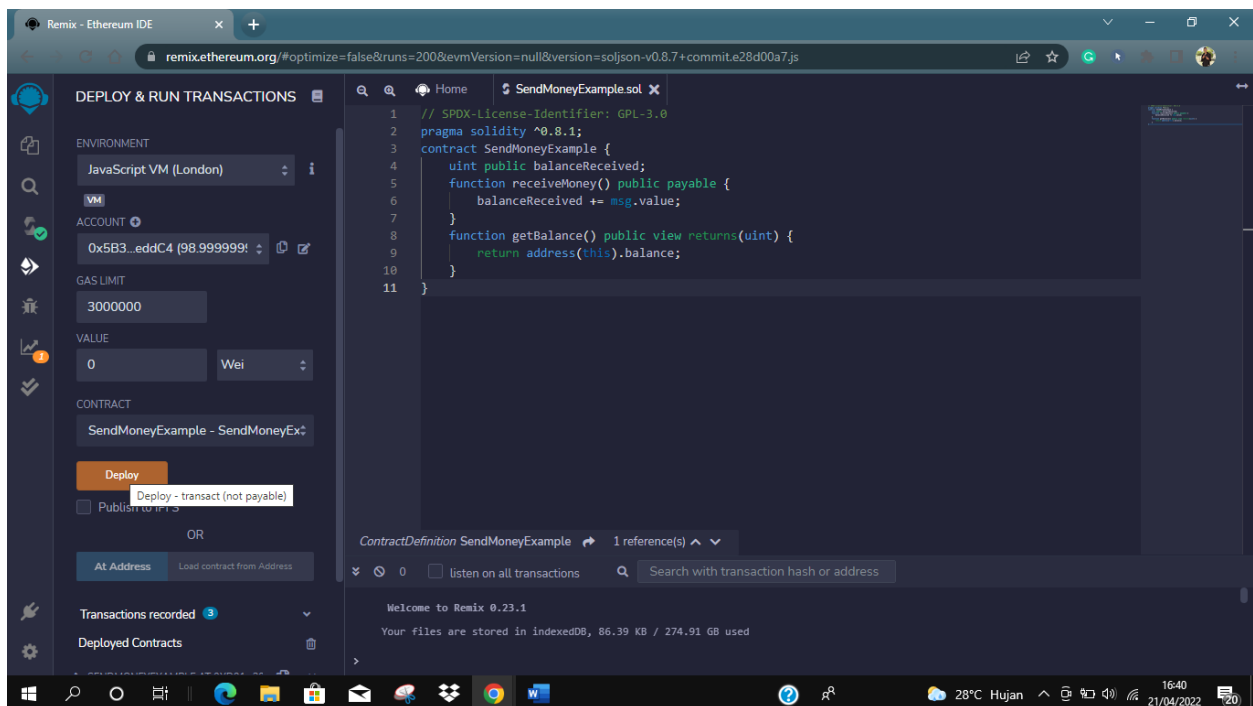 Remix - Ethereum IDE
remix.ethereum.org/#optimize=false&runs=200&evmVersion=null&version=soljson-v0.8.7+commit.e28d00a7.js
DEPLOY & RUN TRANSACTIONS
ENVIRONMENT
JavaScript VM (London)
VM
ACCOUNT
0x5B3...eddC4 (98.9999999
GAS LIMIT
3000000
VALUE
0 Wei
CONTRACT
SendMoneyExample - SendMoneyEx
Deploy
Deploy - transact (not payable)
Publish to IPFS
OR
At Address Load contract from Address
Transactions recorded 3
Deployed Contracts
1
Home SendMoneyExample.sol
1 // SPDX-License-Identifier: GPL-3.0
2 pragma solidity ^0.8.1;
3 contract SendMoneyExample {
4 uint public balanceReceived;
5 function receiveMoney() public payable {
6 balanceReceived += msg.value;
7 }
8 function getBalance() public view returns(uint) {
9 return address(this).balance;
10 }
11 }
ContractDefinition SendMoneyExample 1 reference(s)
0 listen on all transactions Search with transaction hash or address
Welcome to Remix 0.23.1
Your files are stored in indexedDB, 86.39 KB / 274.91 GB used
>
28°C Hujan
16:40
21/04/2022
20